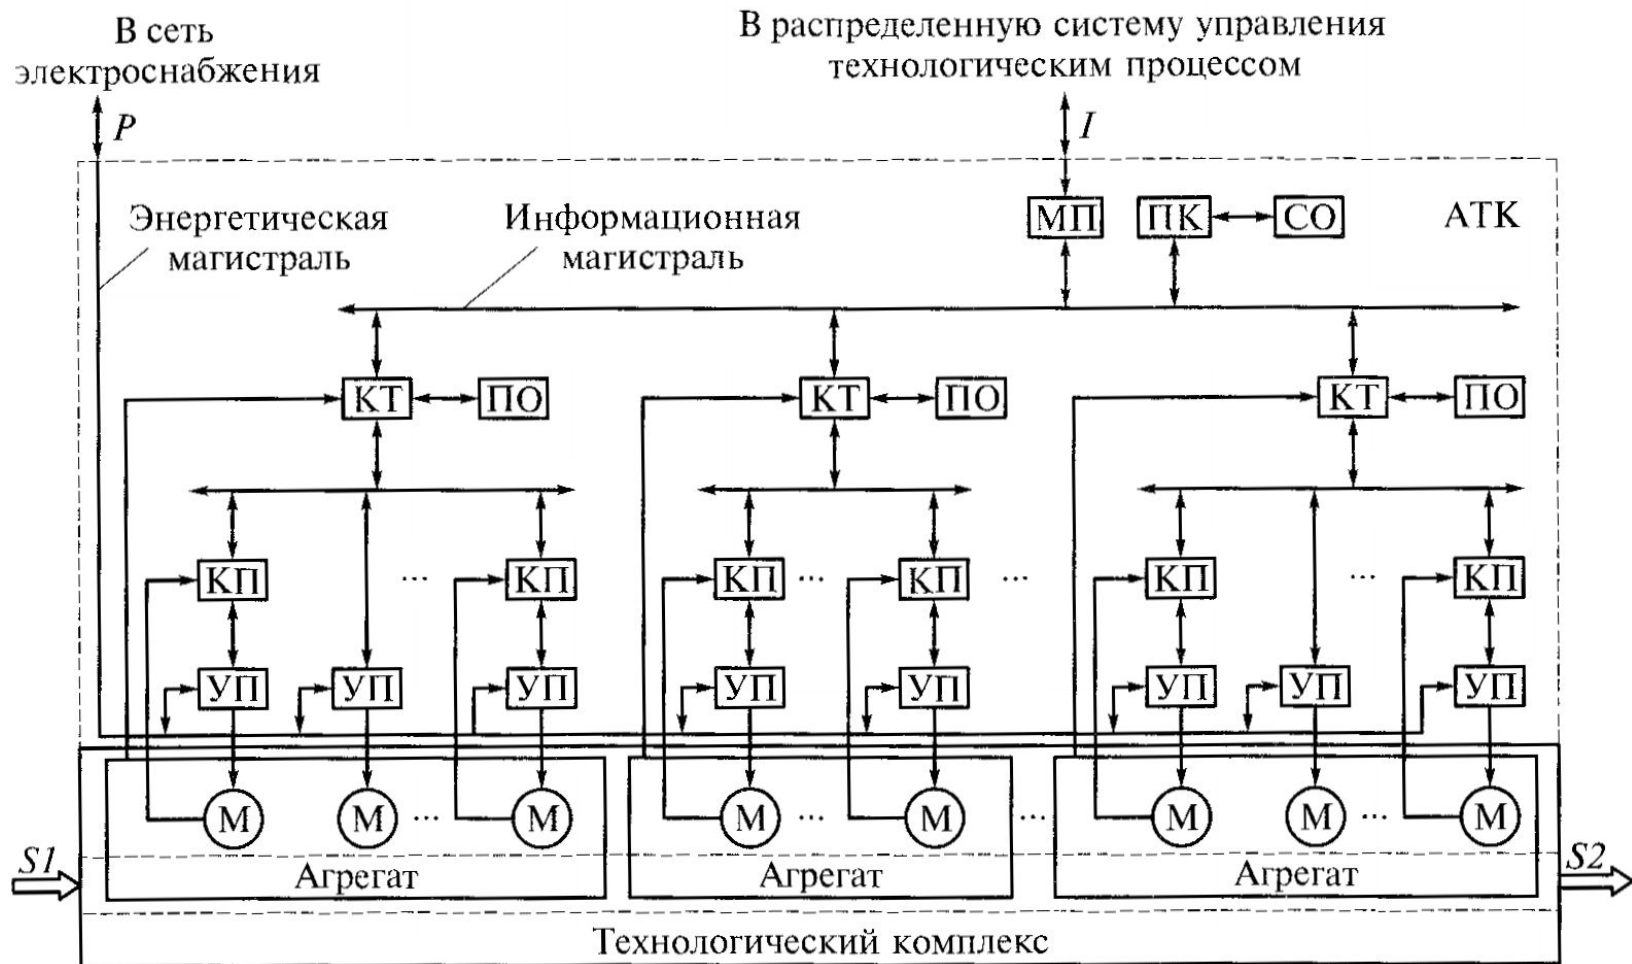 В сеть
электроснабжения
В распределенную систему управления
технологическим процессом
P
I
Энергетическая
магистраль
Информационная
магистраль
МП
ПК
СО
АТК
КТ
ПО
КТ
ПО
КТ
ПО
КП
...
КП
КП
...
КП
...
КП
...
КП
УП
УП
УП
УП
УП
УП
УП
УП
М
М
...
М
М
...
М
...
М
М
...
М
S1
S2
Агрегат
Агрегат
Агрегат
Технологический комплекс